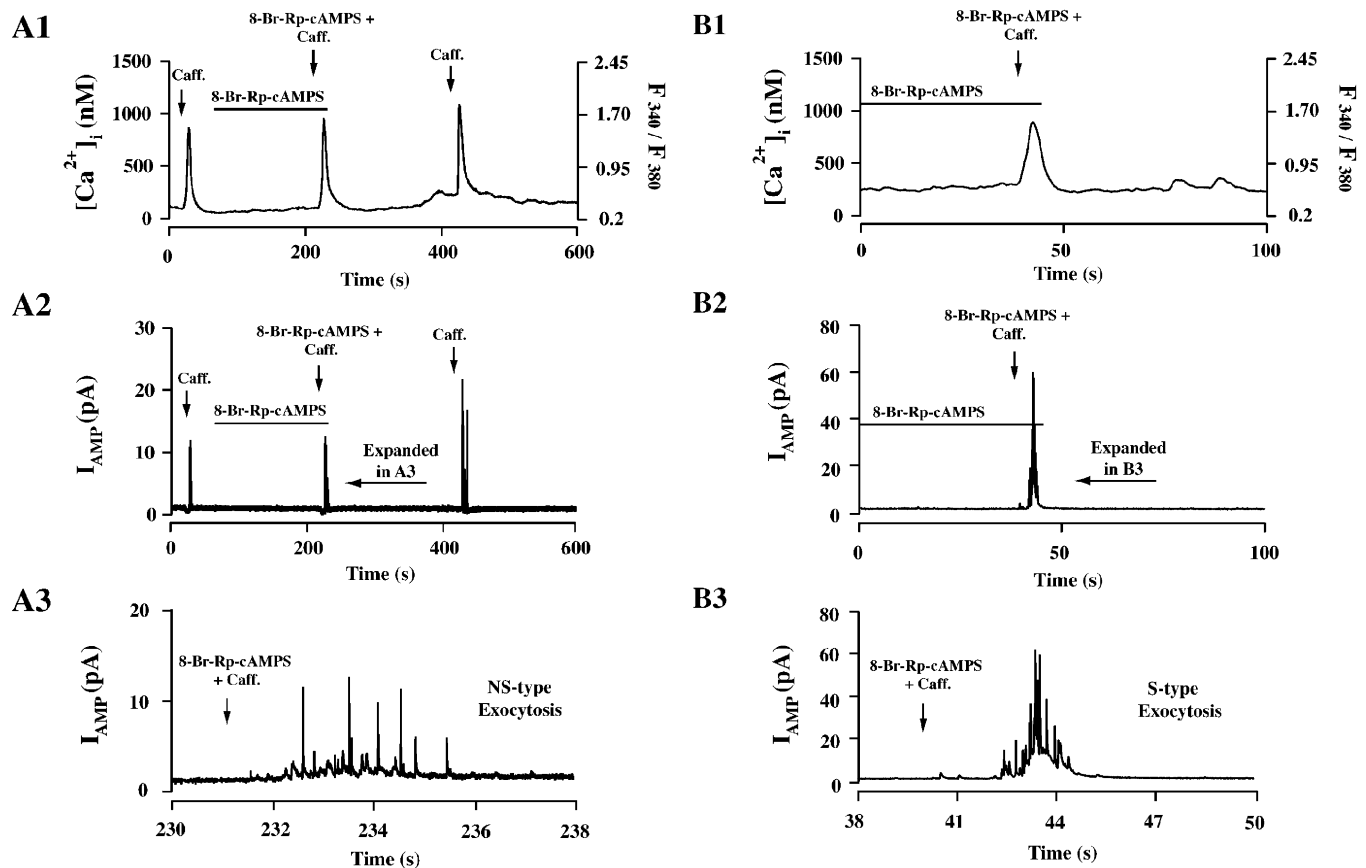 A1
8-Br-Rp-cAMPS +
Caff.
Caff.
Caff.
8-Br-Rp-cAMPS
[Ca2+]i (nM)
1500
1000
500
0
2.45
1.70
0.95
0.2
F 340 / F 380
0 200 400 600
Time (s)
B1
8-Br-Rp-cAMPS +
Caff.
8-Br-Rp-cAMPS
[Ca2+]i (nM)
1500
1000
500
0
2.45
1.70
0.95
0.2
F 340 / F 380
0 50 100
Time (s)
A2
8-Br-Rp-cAMPS +
Caff.
Caff.
Caff.
8-Br-Rp-cAMPS
Expanded
in A3
IAMP (pA)
30
20
10
0
0 200 400 600
Time (s)
B2
8-Br-Rp-cAMPS +
Caff.
8-Br-Rp-cAMPS
Expanded
in B3
IAMP (pA)
80
60
40
20
0
0 50 100
Time (s)
A3
8-Br-Rp-cAMPS
+ Caff.
NS-type
Exocytosis
IAMP (pA)
20
10
0
230 232 234 236 238
Time (s)
B3
8-Br-Rp-cAMPS
+ Caff.
S-type
Exocytosis
IAMP (pA)
80
60
40
20
0
38 41 44 47 50
Time (s)